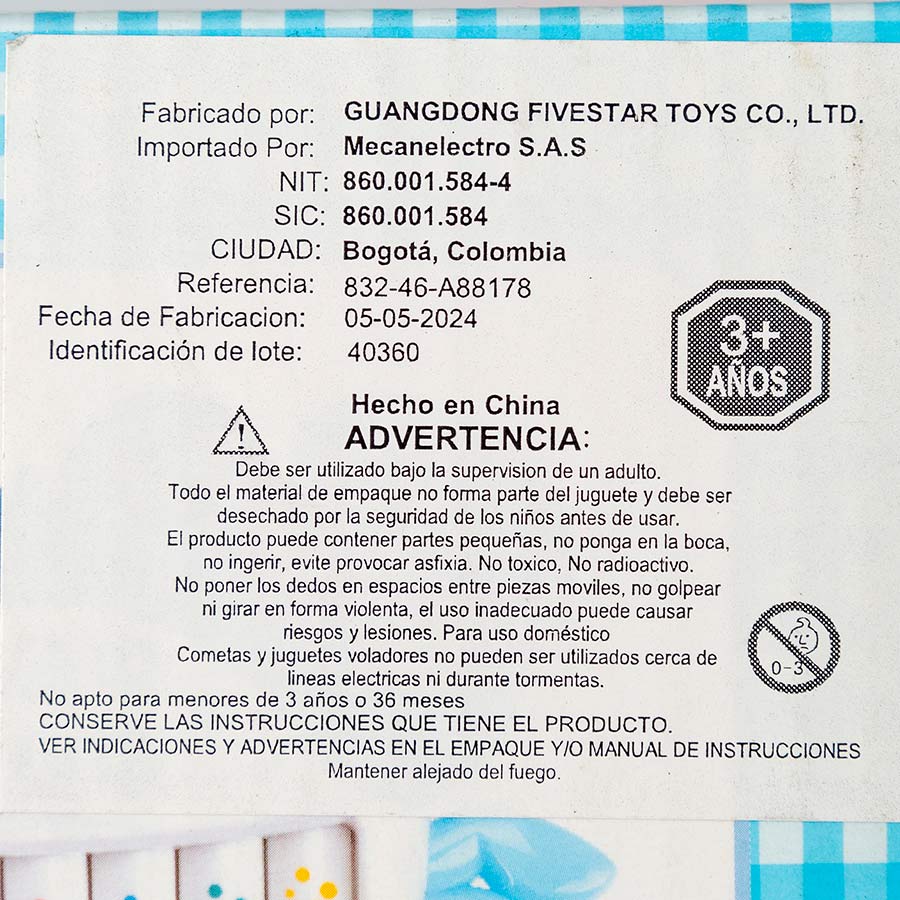 Fabricado por: GUANGDONG FIVESTAR TOYS CO., LTD.
Importado Por: Mecanelectro S.A.S
NIT: 860.001.584-4
SIC: 860.001.584
CIUDAD: Bogotá, Colombia
Referencia: 832-46-A88178
Fecha de Fabricacion: 05-05-2024
Identificación de lote: 40360
3+
AÑOS
Hecho en China
ADVERTENCIA:
Debe ser utilizado bajo la supervision de un adulto.
Todo el material de empaque no forma parte del juguete y debe ser
desechado por la seguridad de los niños antes de usar.
El producto puede contener partes pequeñas, no ponga en la boca,
no ingerir, evite provocar asfixia. No toxico, No radioactivo.
No poner los dedos en espacios entre piezas moviles, no golpear
ni girar en forma violenta, el uso inadecuado puede causar
riesgos y lesiones. Para uso doméstico
Cometas y juguetes voladores no pueden ser utilizados cerca de
lineas electricas ni durante tormentas.
0-3
No apto para menores de 3 años o 36 meses
CONSERVE LAS INSTRUCCIONES QUE TIENE EL PRODUCTO.
VER INDICACIONES Y ADVERTENCIAS EN EL EMPAQUE Y/O MANUAL DE INSTRUCCIONES
Mantener alejado del fuego.